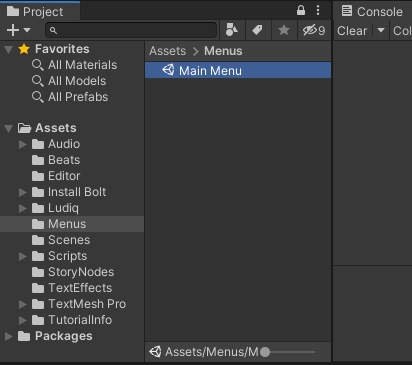 Project
Console
9
Clear
Col
Favorites
All Materials
All Models
All Prefabs
Assets
Audio
Beats
Editor
Install Bolt
Ludiq
Menus
Scenes
Scripts
StoryNodes
TextEffects
TextMesh Pro
TutorialInfo
Packages
Assets > Menus
Main Menu
Assets/Menus/M